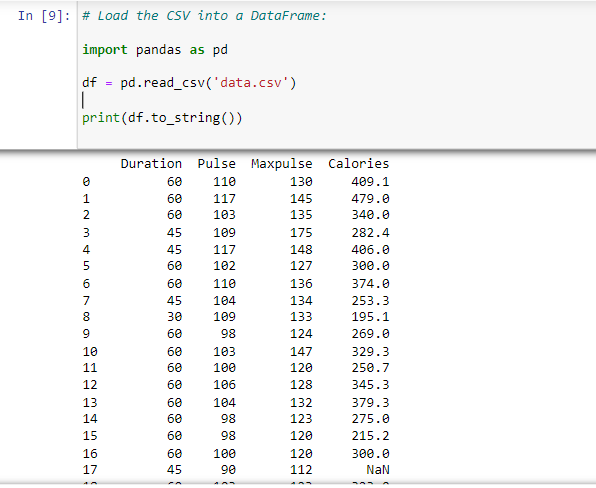 In [9]: # Load the CSV into a DataFrame:
import pandas as pd
df = pd.read_csv('data.csv')
print(df.to_string())
Duration Pulse Maxpulse Calories
0 60 110 130 409.1
1 60 117 145 479.0
2 60 103 135 340.0
3 45 109 175 282.4
4 45 117 148 406.0
5 60 102 127 300.0
6 60 110 136 374.0
7 45 104 134 253.3
8 30 109 133 195.1
9 60 98 124 269.0
10 60 103 147 329.3
11 60 100 120 250.7
12 60 106 128 345.3
13 60 104 132 379.3
14 60 98 123 275.0
15 60 98 120 215.2
16 60 100 120 300.0
17 45 90 112 NaN